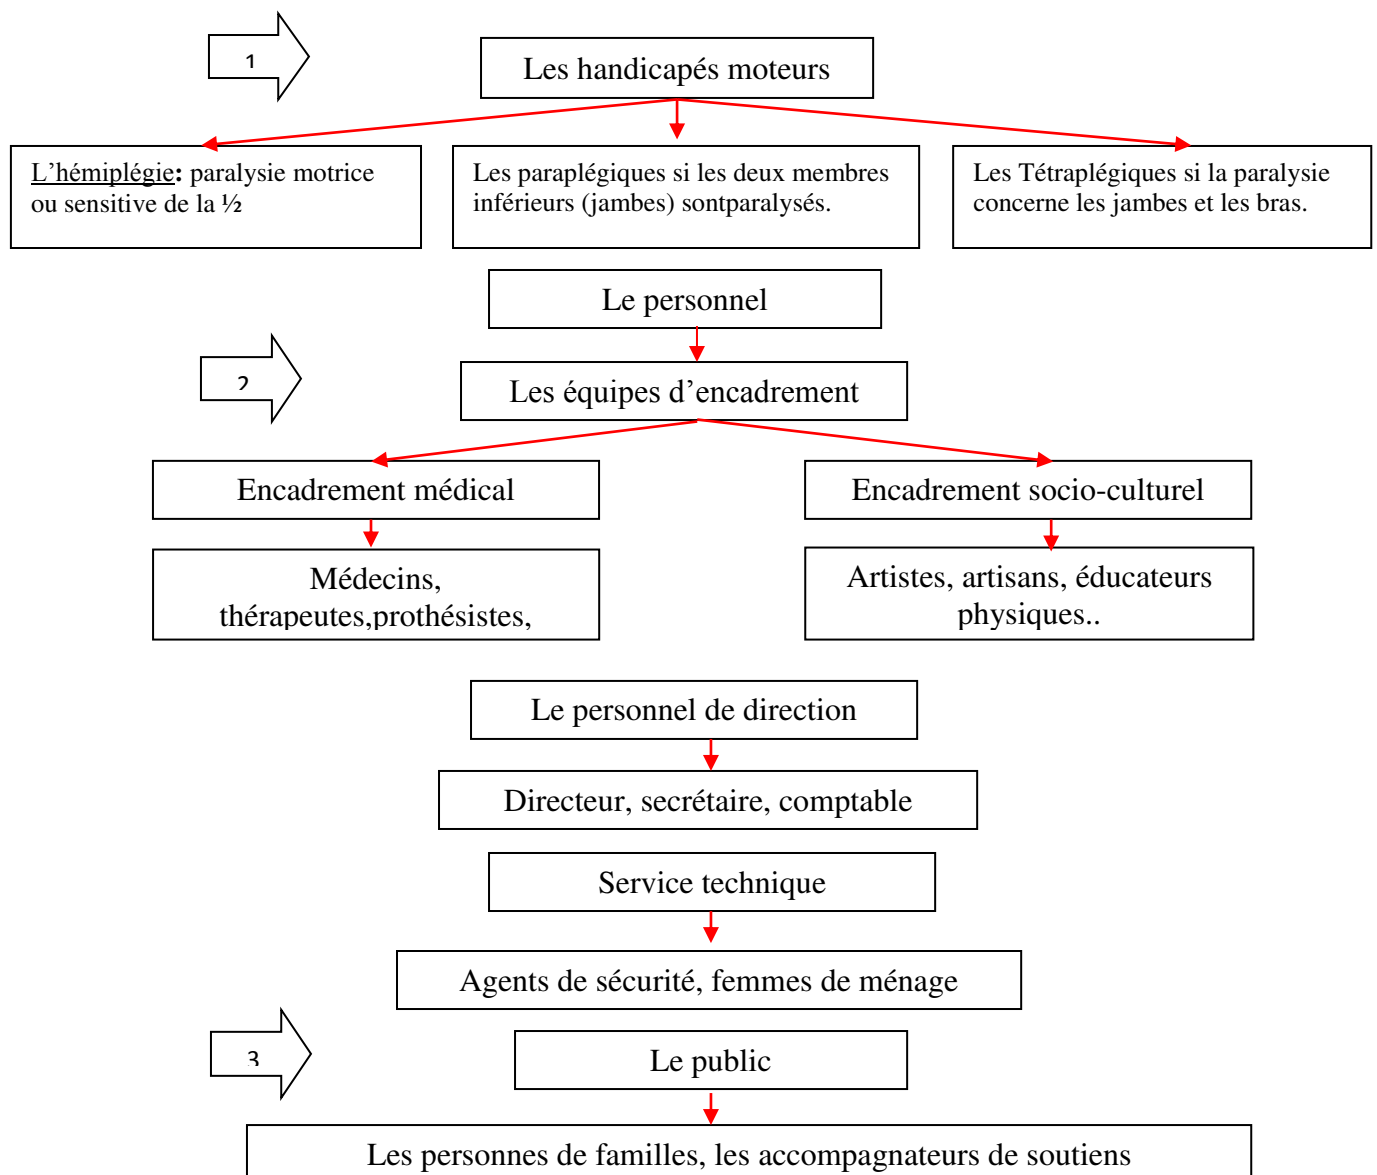 1
Les handicapés moteurs
L'hémiplégie: paralysie motrice
ou sensitive de la ½
Les paraplégiques si les deux membres
inférieurs (jambes) sontparalysés.
Les Tétraplégiques si la paralysie
concerne les jambes et les bras.
Le personnel
2
Les équipes d'encadrement
Encadrement médical
Encadrement socio-culturel
Médecins,
thérapeutes,prothésistes,
Artistes, artisans, éducateurs
physiques..
Le personnel de direction
Directeur, secrétaire, comptable
Service technique
Agents de sécurité, femmes de ménage
3
Le public
Les personnes de familles, les accompagnateurs de soutiens